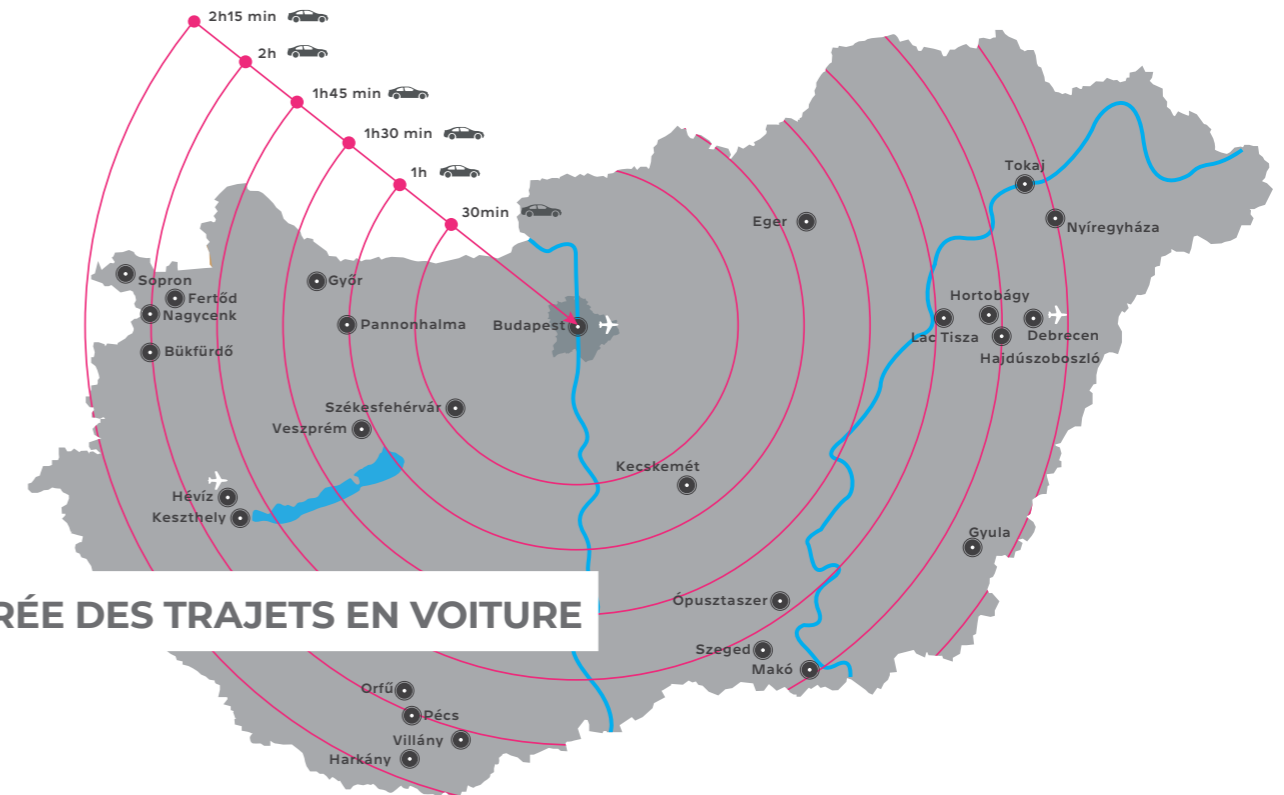 2h15 min
2h
1h45 min
1h30 min
1h
30min
Tokaj
Eger
Nyíregyháza
Sopron
Győr
Fertőd
Nagycenk
Hortobágy
Pannonhalma
Budapest
Lac Tisza
Debrecen
Bükfürdő
Hajdúszoboszló
Székesfehérvár
Veszprém
Kecskemét
Hévíz
Keszthely
Gyula
RÉE DES TRAJETS EN VOITURE
Ópusztaszer
Szeged
Makó
Orfű
Pécs
Villány
Harkány